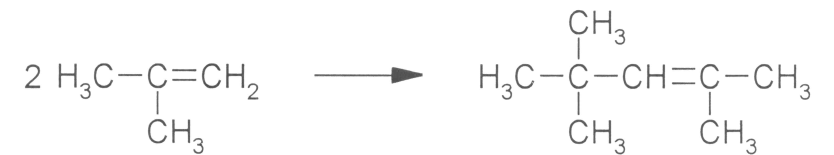 CH₃
2 H₃C–C=CH₂ → H₃C–C–CH=C–CH₃
CH₃ CH₃ CH₃